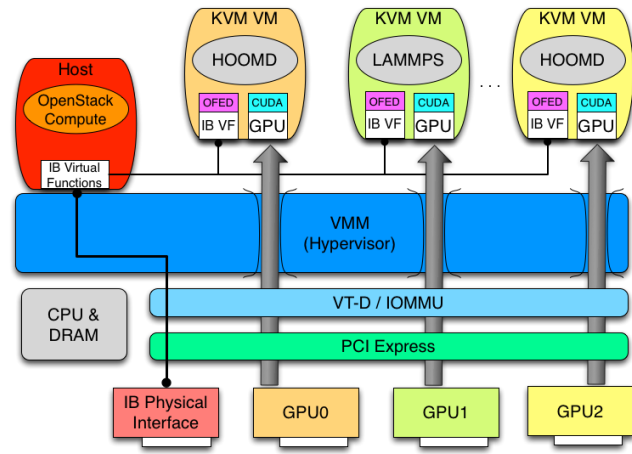 KVM VM
KVM VM
KVM VM
Host
HOOMD
LAMMPS
HOOMD
OpenStack
Compute
. . .
OFED
CUDA
OFED
CUDA
OFED
CUDA
IB VF
GPU
IB VF
GPU
IB VF
GPU
IB Virtual
Functions
VMM
(Hypervisor)
CPU &
DRAM
VT-D / IOMMU
PCI Express
IB Physical
Interface
GPU0
GPU1
GPU2